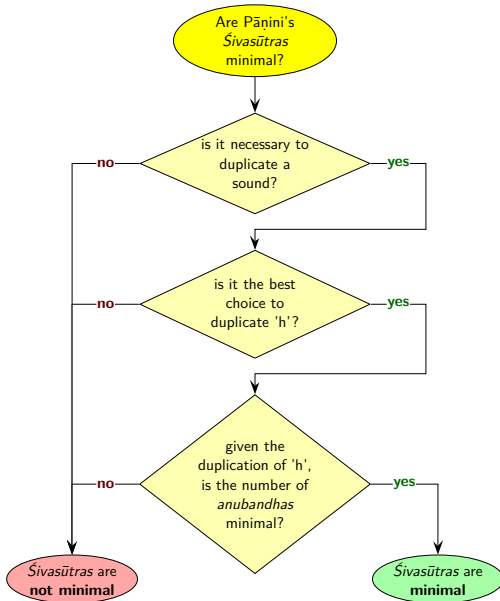 Are Pāṇini's
Śivasūtras
minimal?
is it necessary to
duplicate a
sound?
no
yes
is it the best
choice to
duplicate 'h'?
no
yes
given the
duplication of 'h',
is the number of
anubandhas
minimal?
no
yes
Śivasūtras are
not minimal
Śivasūtras are
minimal